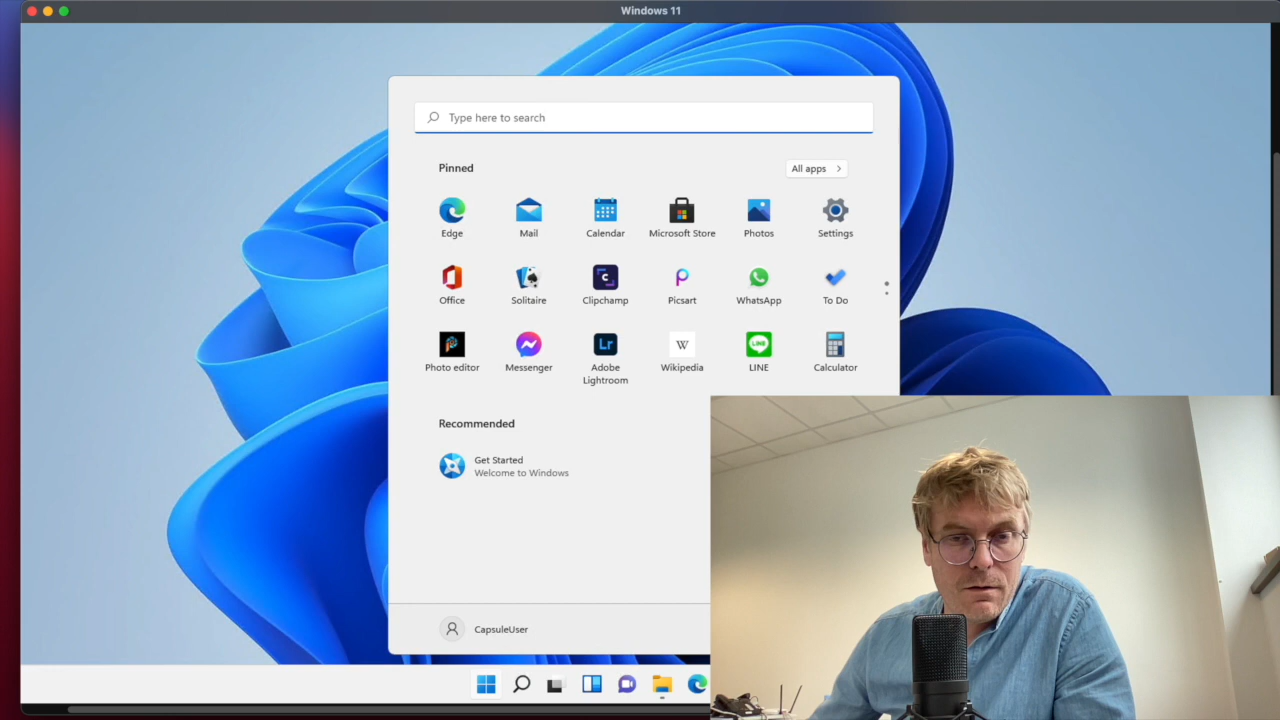 Windows 11
Type here to search
Pinned
All apps
Edge
Mail
Calendar
Microsoft Store
Photos
Settings
Office
Solitaire
Clipchamp
Picsart
WhatsApp
To Do
Photo editor
Messenger
Lr
Adobe
Lightroom
W
Wikipedia
LINE
LINE
Calculator
Recommended
Get Started
Welcome to Windows
CapsuleUser